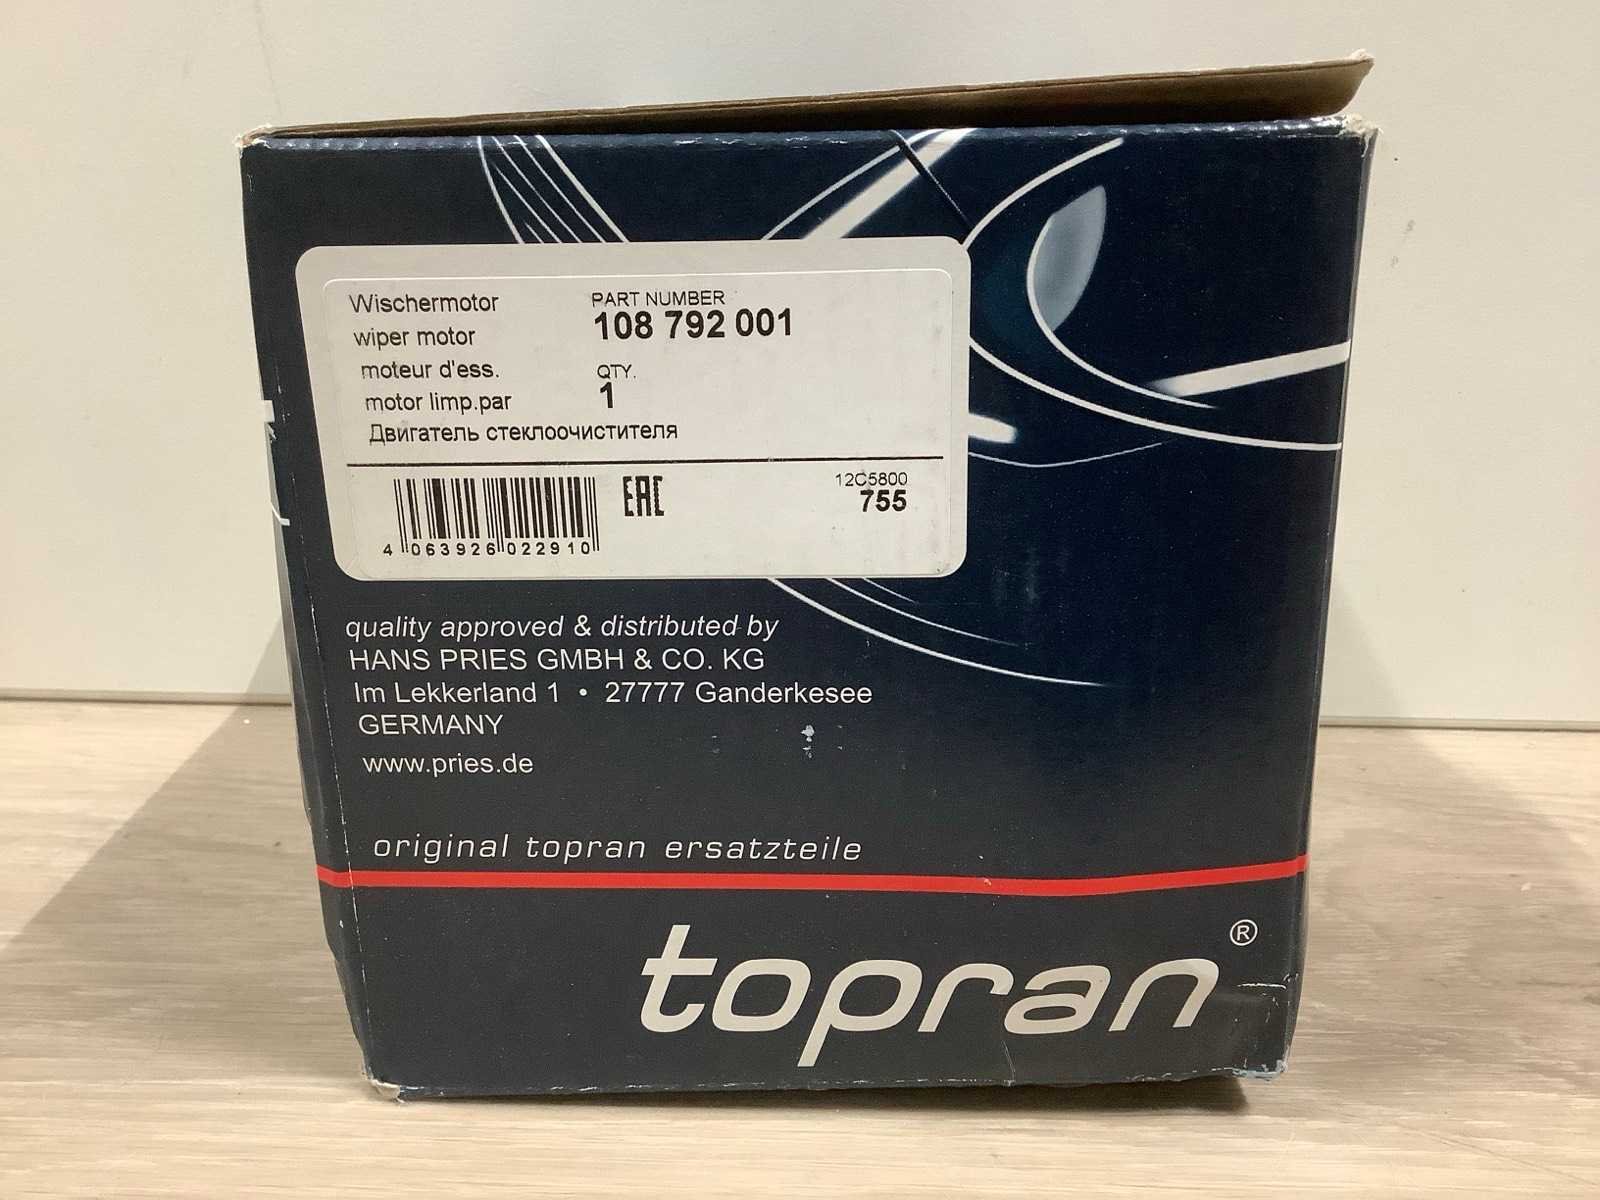 Wischermotor
wiper motor
moteur d'ess.
motor limp.par
Двигатель стеклоочистителя
PART NUMBER
108 792 001
QTY.
1
4 063926 022910
EAC
12C5800
755
quality approved & distributed by
HANS PRIES GMBH & CO. KG
Im Lekkerland 1 • 27777 Ganderkesee
GERMANY
www.pries.de
original topran ersatzteile
topran ®